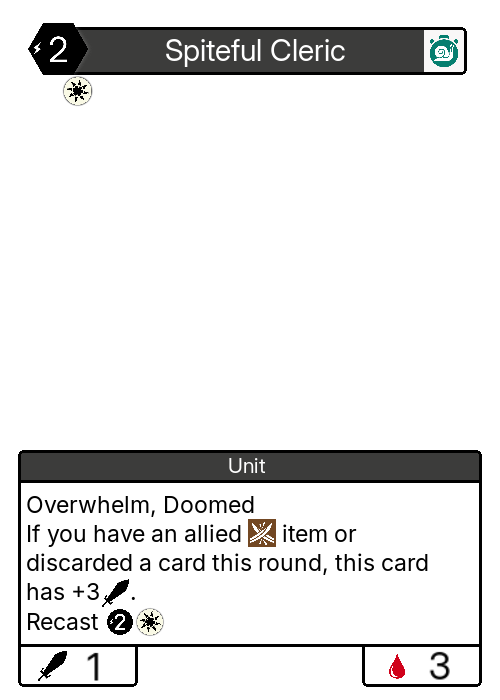 2 Spiteful Cleric
Unit
Overwhelm, Doomed
If you have an allied item or
discarded a card this round, this card
has +3.
Recast 2
1 3